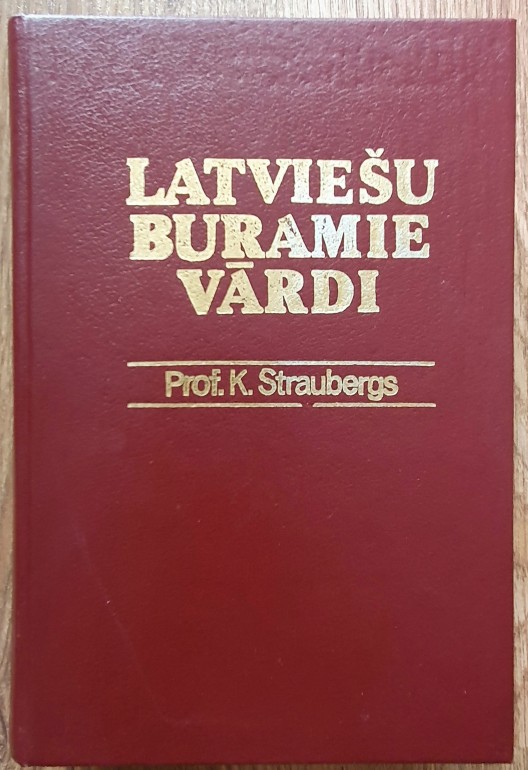 LATVIEŠU
BURAMIE
VĀRDI
Prof. K. Straubergs